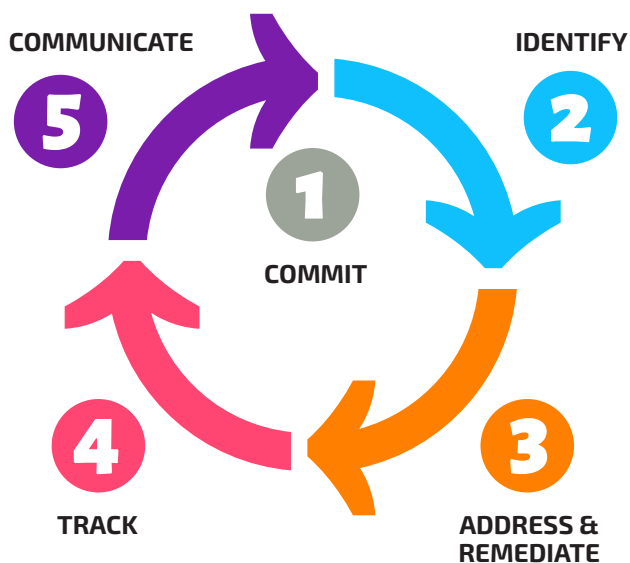 COMMUNICATE
5
1
COMMIT
IDENTIFY
2
3
ADDRESS &
REMEDIATE
4
TRACK